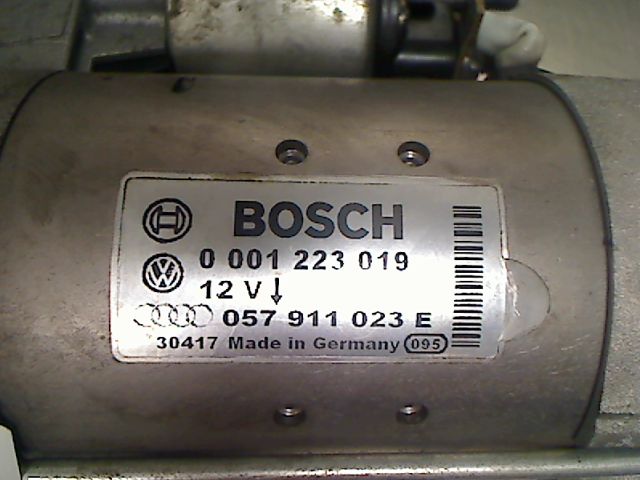 BOSCH
0 001 223 019
12 V↓
057 911 023 E
30417 Made in Germany 095